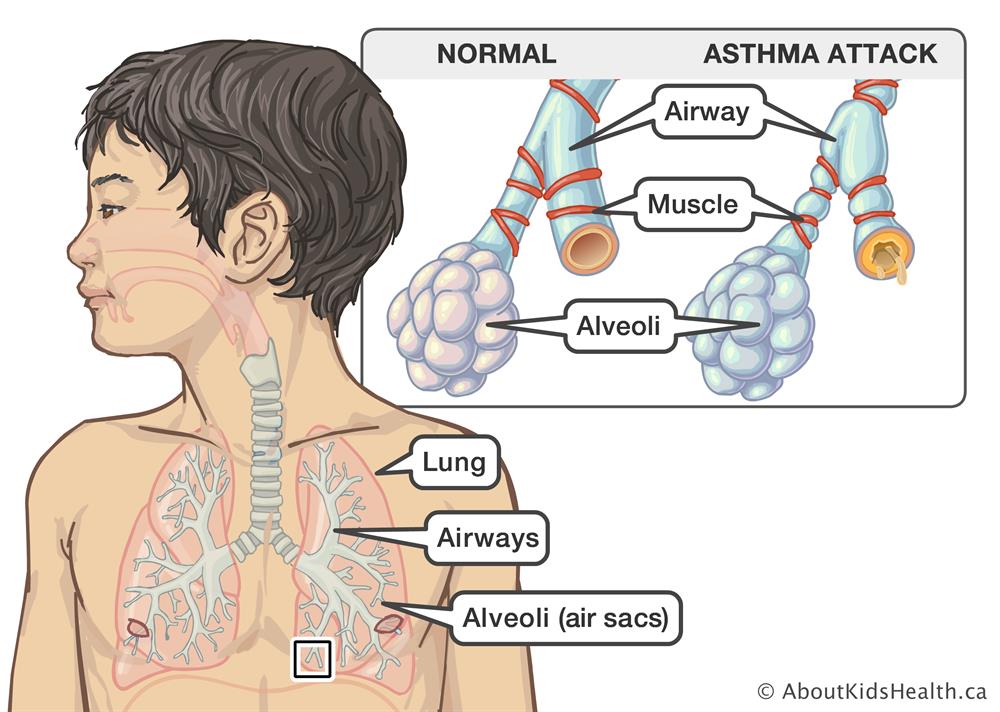 NORMAL
ASTHMA ATTACK
Airway
Muscle
Alveoli
Lung
Airways
Alveoli (air sacs)
© AboutKidsHealth.ca